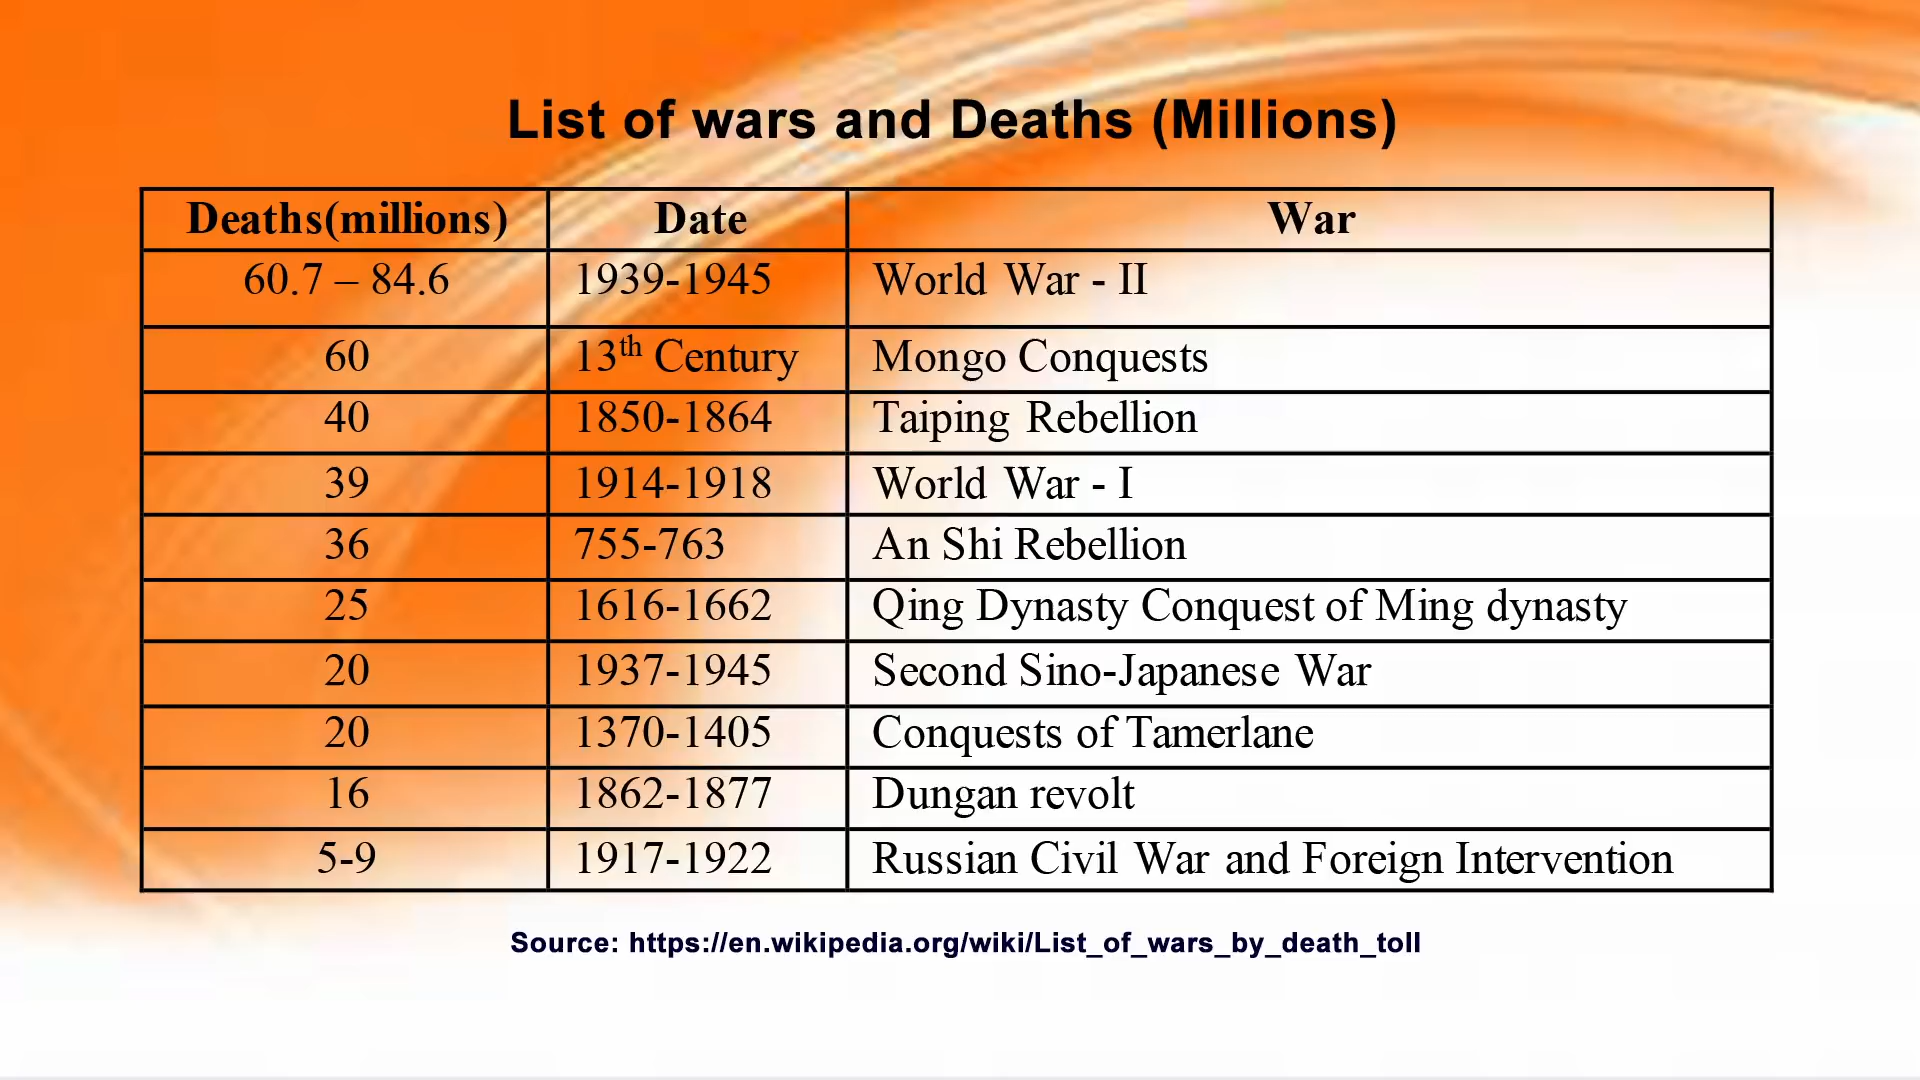 List of wars and Deaths (Millions)
Deaths(millions) Date War
60.7 – 84.6 1939-1945 World War - II
60 13th Century Mongo Conquests
40 1850-1864 Taiping Rebellion
39 1914-1918 World War - I
36 755-763 An Shi Rebellion
25 1616-1662 Qing Dynasty Conquest of Ming dynasty
20 1937-1945 Second Sino-Japanese War
20 1370-1405 Conquests of Tamerlane
16 1862-1877 Dungan revolt
5-9 1917-1922 Russian Civil War and Foreign Intervention
Source: https://en.wikipedia.org/wiki/List_of_wars_by_death_toll